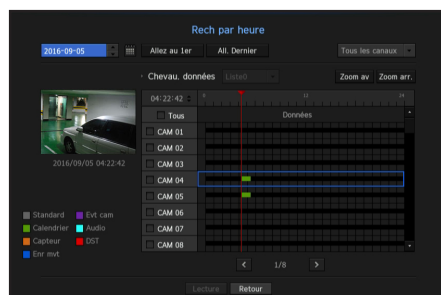 Rech par heure
2016-09-05
Allez au 1er
All. Dernier
Tous les canaux
Chevau. données
Liste0
Zoom av
Zoom arr.
04:22:42
0
12
24
Tous
Données
2016/09/05 04:22:42
CAM 01
CAM 02
CAM 03
CAM 04
CAM 05
CAM 06
CAM 07
CAM 08
Standard
Evt cam
Calendrier
Audio
Capteur
DST
Enr mvt
< 1/8 >
Lecture
Retour